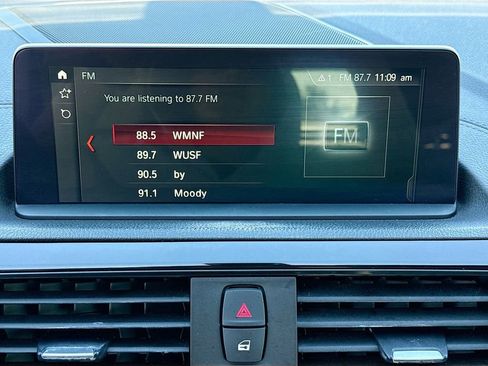 FM
1 FM 87.7 11:09 am
You are listening to 87.7 FM
88.5 WMNF
89.7 WUSF
90.5 by
91.1 Moody
FM